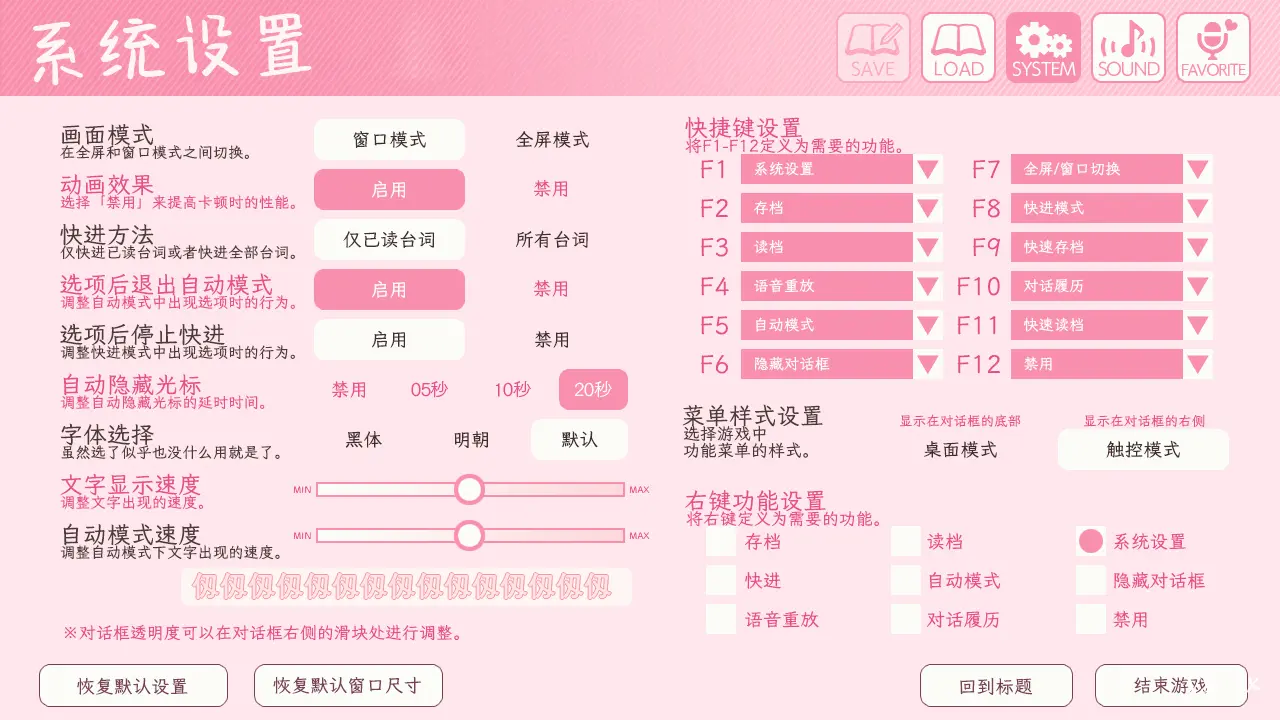 系统设置
SAVE
LOAD
SYSTEM
SOUND
FAVORITE
画面模式
在全屏和窗口模式之间切换。
窗口模式 全屏模式
动画效果
选择「禁用」来提高卡顿时的性能。
启用 禁用
快进方法
仅快进已读台词或者快进全部台词。
仅已读台词 所有台词
选项后退出自动模式
调整自动模式中出现选项时的行为。
启用 禁用
选项后停止快进
调整快进模式中出现选项时的行为。
启用 禁用
自动隐藏光标
调整自动隐藏光标的延时时间。
禁用 05秒 10秒 20秒
字体选择
虽然选了似乎也没什么用就是了。
黑体 明朝 默认
文字显示速度
调整文字出现的速度。
MIN MAX
自动模式速度
调整自动模式下文字出现的速度。
MIN MAX
※对话框透明度可以在对话框右侧的滑块处进行调整。
恢复默认设置 恢复默认窗口尺寸
快捷键设置
将F1-F12定义为需要的功能。
F1 系统设置 F7 全屏/窗口切换
F2 存档 F8 快进模式
F3 读档 F9 快速存档
F4 语音重放 F10 对话履历
F5 自动模式 F11 快速读档
F6 隐藏对话框 F12 禁用
菜单样式设置
选择游戏中
功能菜单的样式。
显示在对话框的底部 显示在对话框的右侧
桌面模式 触控模式
右键功能设置
将右键定义为需要的功能。
存档 读档 系统设置
快进 自动模式 隐藏对话框
语音重放 对话履历 禁用
回到标题 结束游戏